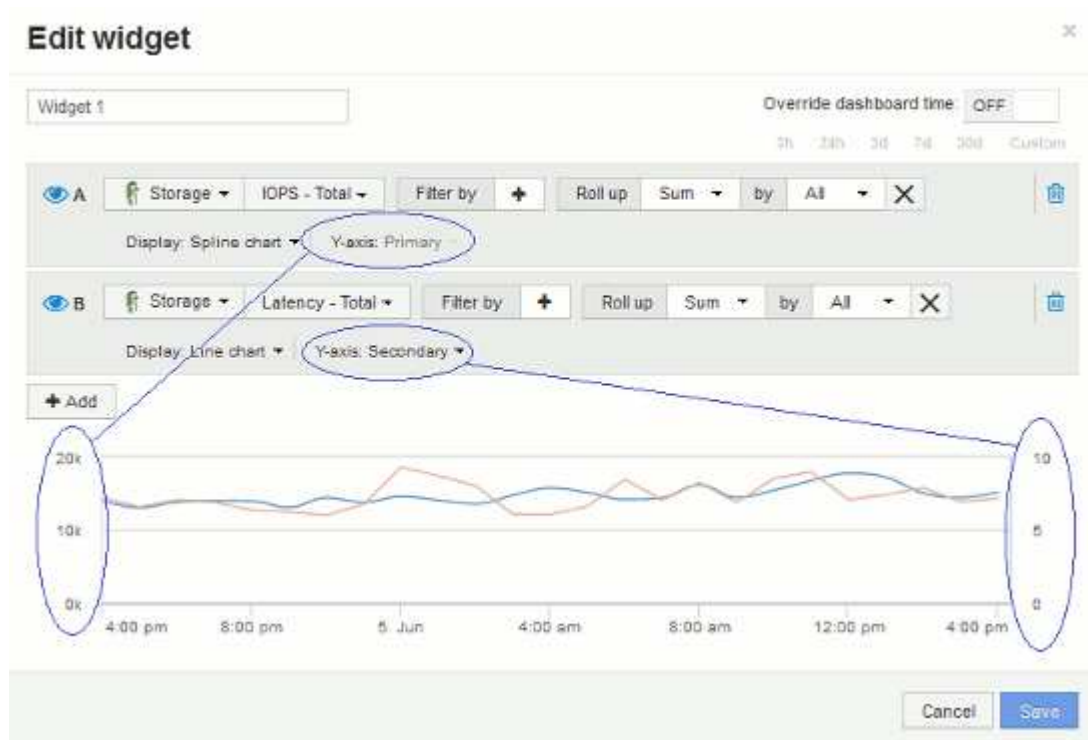 Edit widget ×
Widget 1 Override dashboard time: OFF
3h 24h 3d 7d 30d Custom
A Storage IOPS - Total Filter by + Roll up Sum by All X
Display: Spline chart Y-axis: Primary
B Storage Latency - Total Filter by + Roll up Sum by All X
Display: Line chart Y-axis: Secondary
+ Add
20k 10
10k 5
0k 0
4:00 pm 8:00 pm 5. Jun 4:00 am 8:00 am 12:00 pm 4:00 pm
Cancel Save